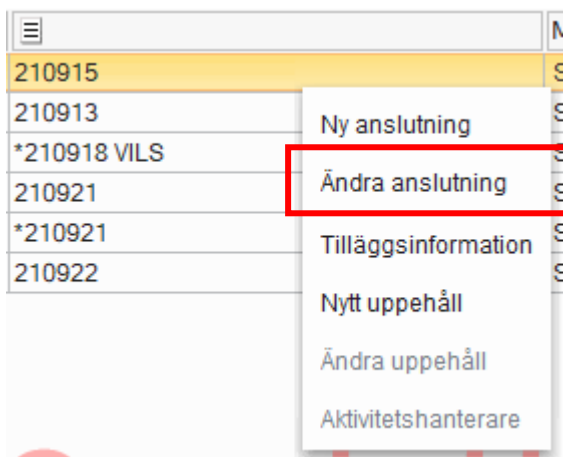 210915
210913
*210918 VILS
210921
*210921
210922
Ny anslutning
Ändra anslutning
Tilläggsinformation
Nytt uppehåll
Ändra uppehåll
Aktivitetshanterare